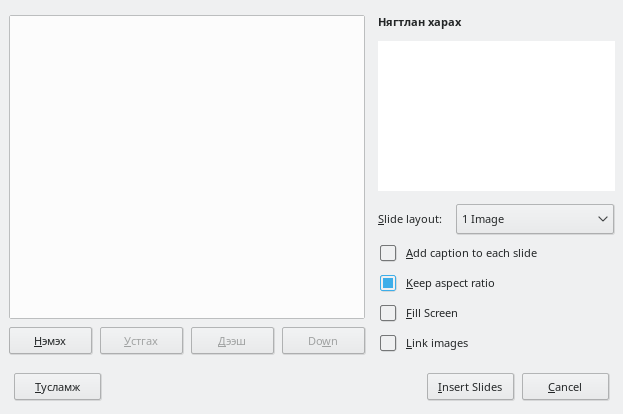 Нягтлан харах
Slide layout: 1 Image
Add caption to each slide
Keep aspect ratio
Fill Screen
Link images
Нэмэх Устгах Дээш Down
Тусламж Insert Slides Cancel